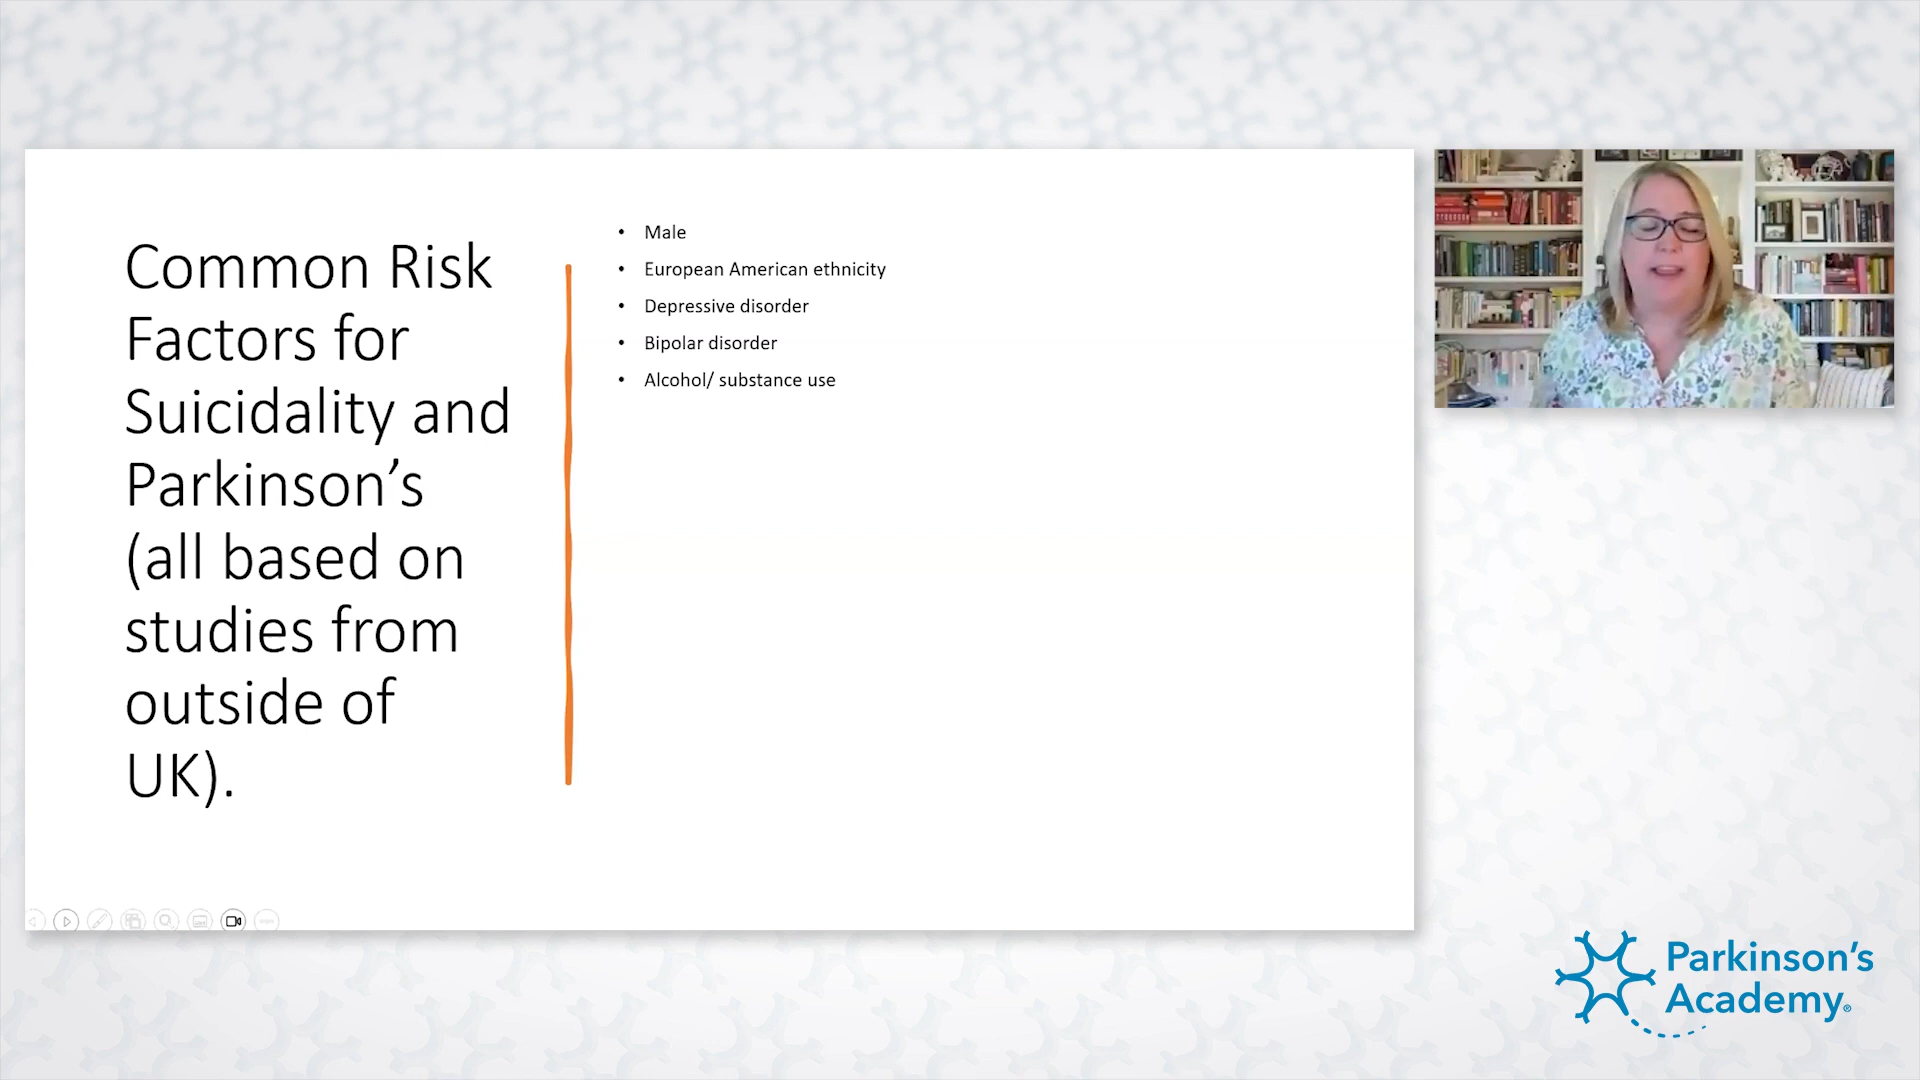 Common Risk
Factors for
Suicidality and
Parkinson’s
(all based on
studies from
outside of
UK).
• Male
• European American ethnicity
• Depressive disorder
• Bipolar disorder
• Alcohol/ substance use
Parkinson’s
Academy®